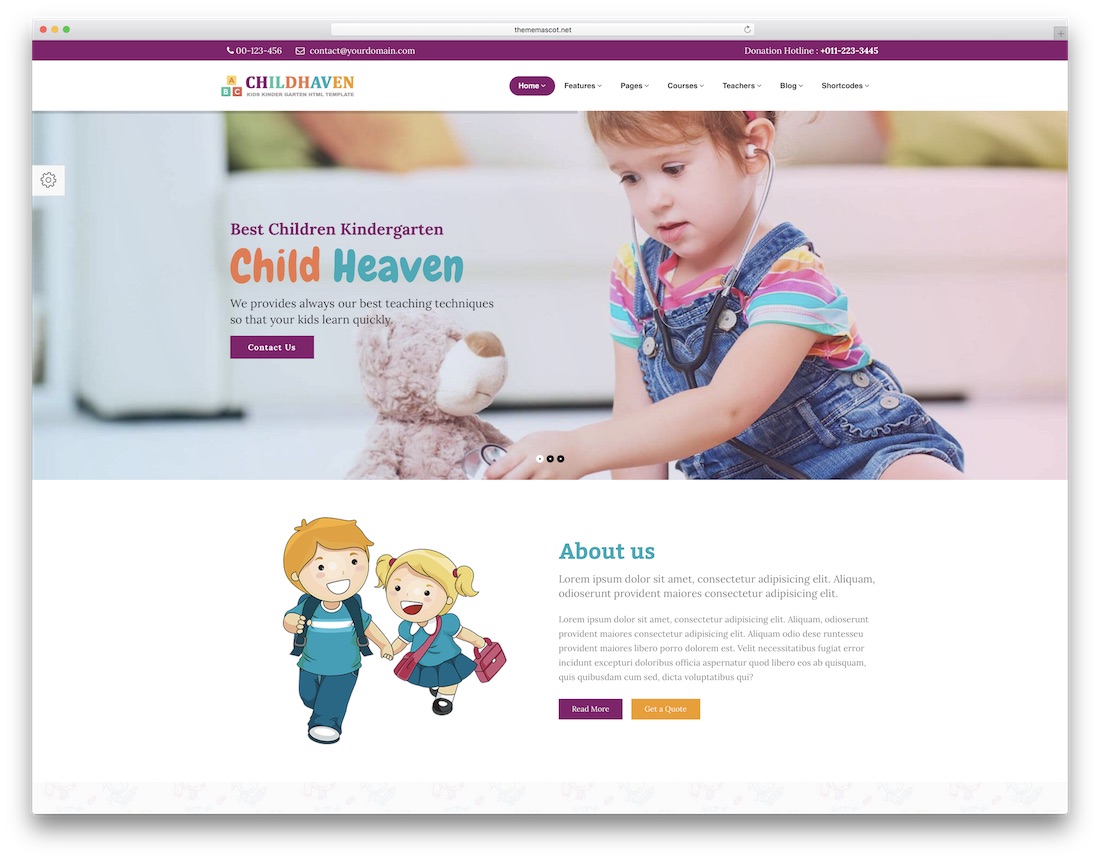 thememascot.net
00-123-456 contact@yourdomain.com Donation Hotline : +011-223-3445
A
B C
CHILDHAVEN
KIDS KINDER GARTEN HTML TEMPLATE
Home Features Pages Courses Teachers Blog Shortcodes
Best Children Kindergarten
Child Heaven
We provides always our best teaching techniques
so that your kids learn quickly.
Contact Us
About us
Lorem ipsum dolor sit amet, consectetur adipisicing elit. Aliquam,
odioserunt provident maiores consectetur adipisicing elit.
Lorem ipsum dolor sit amet, consectetur adipisicing elit. Aliquam, odioserunt
provident maiores consectetur adipisicing elit. Aliquam odio dese runtesseu
provident maiores libero porro dolorem est. Velit necessitatibus fugiat error
incidunt excepturi doloribus officia aspernatur quod libero eos ab quisquam,
quis quibusdam cum sed, dicta voluptatibus qui?
Read More Get a Quote